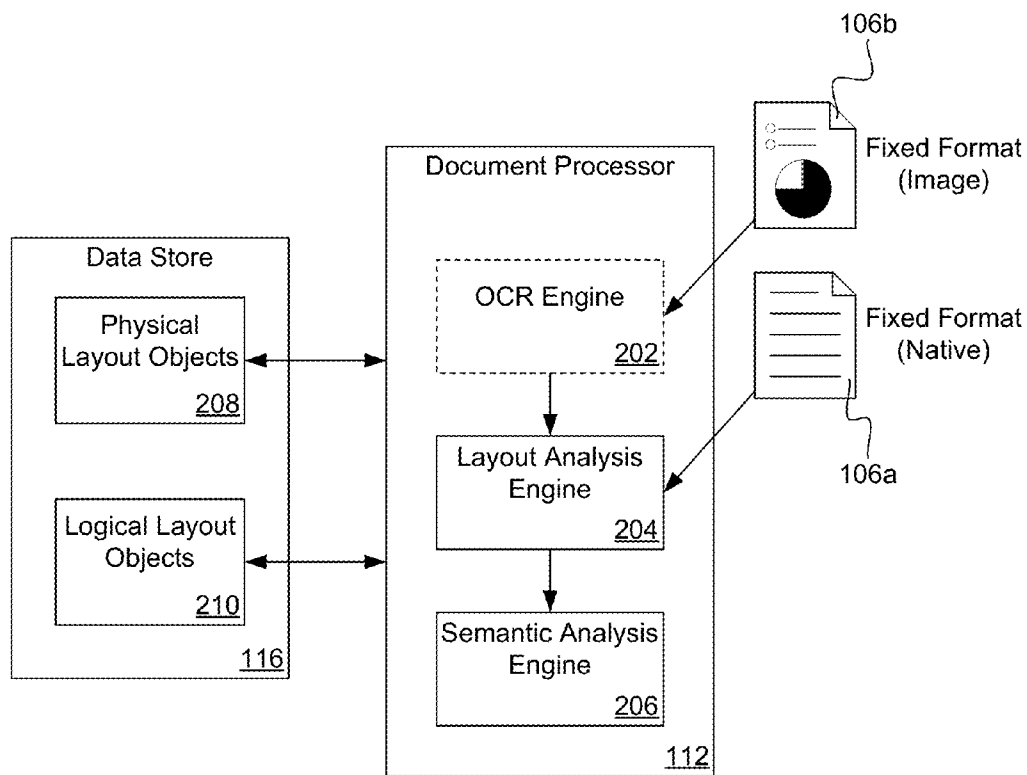 106b
Fixed Format
(Image)
Document Processor
Data Store
OCR Engine
202
Physical
Layout Objects
208
Fixed Format
(Native)
106a
Layout Analysis
Engine
204
Logical Layout
Objects
210
Semantic Analysis
Engine
206
116
112